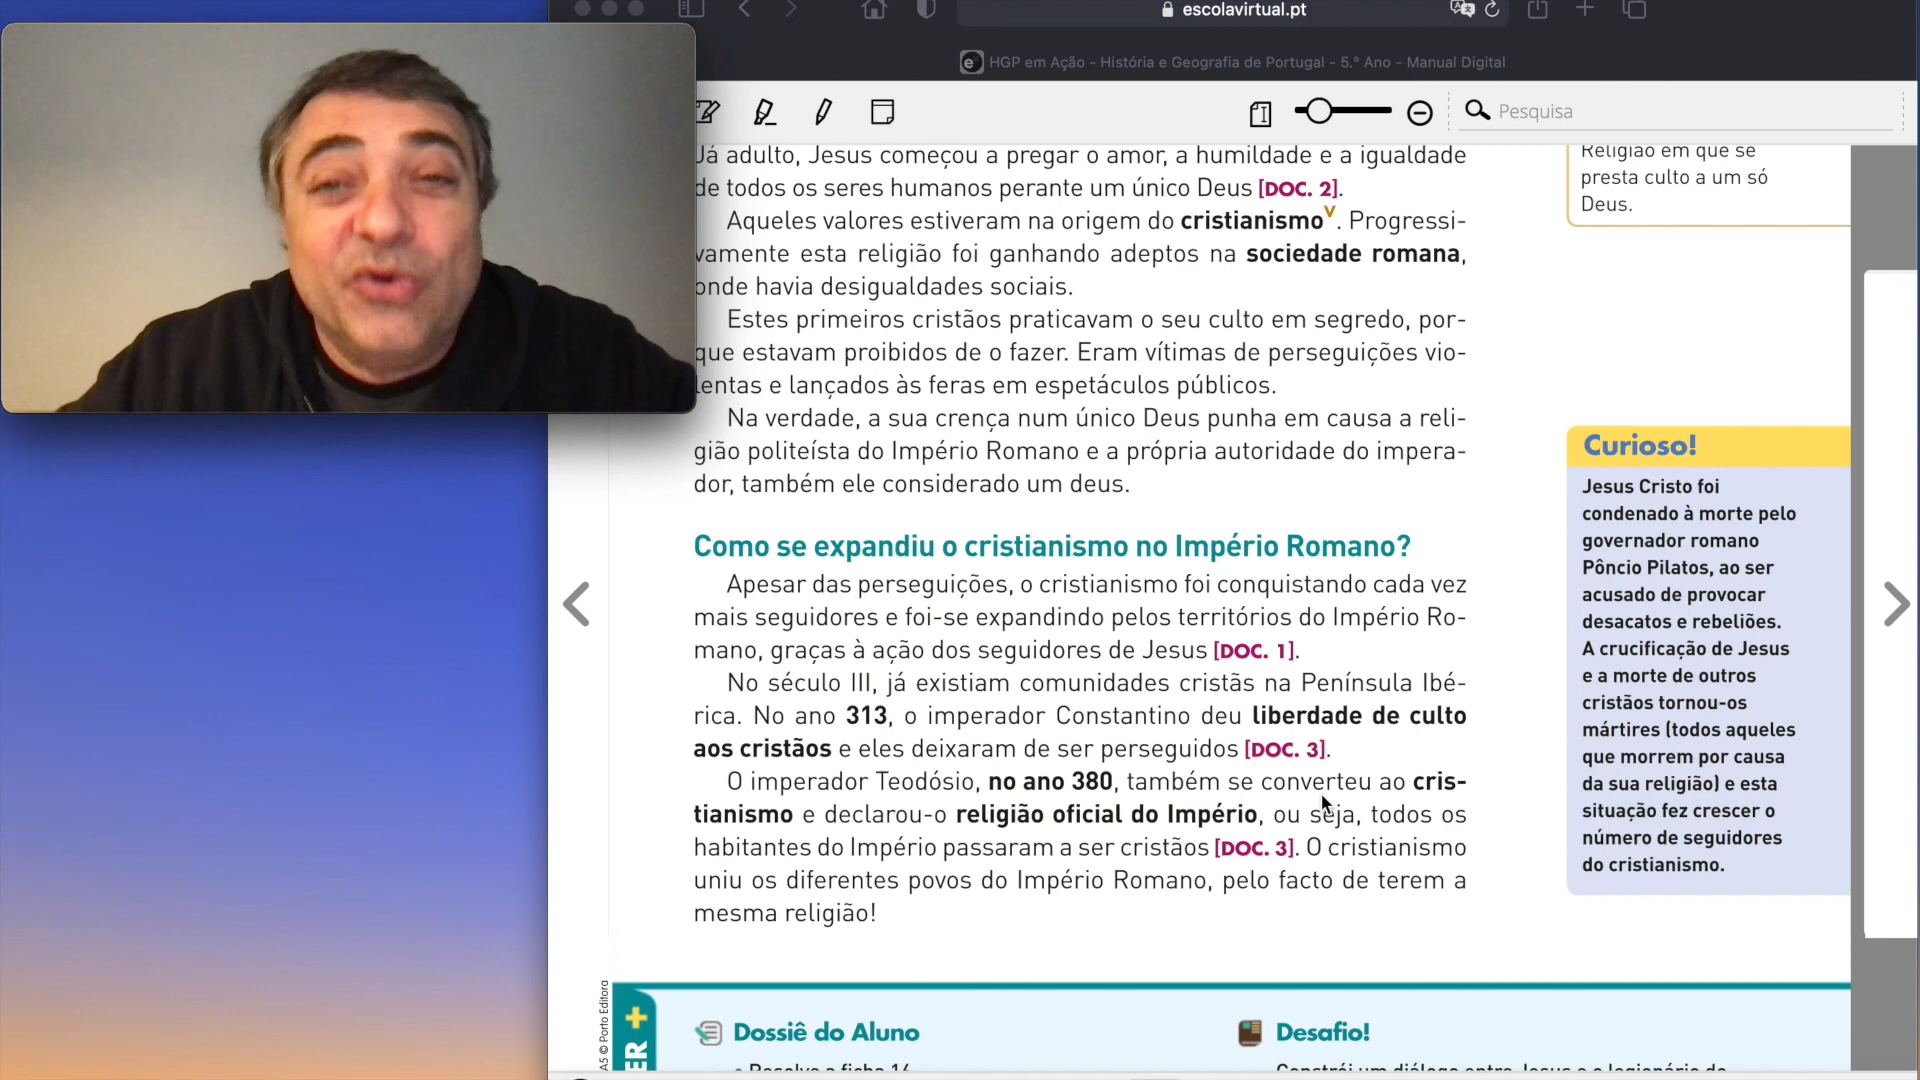 escolavirtual.pt
HGP em Ação - História e Geografia de Portugal - 5.º Ano - Manual Digital
Pesquisa
Já adulto, Jesus começou a pregar o amor, a humildade e a igualdade
de todos os seres humanos perante um único Deus [DOC. 2].
Aqueles valores estiveram na origem do cristianismoV. Progressi-
vamente esta religião foi ganhando adeptos na sociedade romana,
onde havia desigualdades sociais.
Estes primeiros cristãos praticavam o seu culto em segredo, por-
que estavam proibidos de o fazer. Eram vítimas de perseguições vio-
lentas e lançados às feras em espetáculos públicos.
Na verdade, a sua crença num único Deus punha em causa a reli-
gião politeísta do Império Romano e a própria autoridade do impera-
dor, também ele considerado um deus.
Como se expandiu o cristianismo no Império Romano?
Apesar das perseguições, o cristianismo foi conquistando cada vez
mais seguidores e foi-se expandindo pelos territórios do Império Ro-
mano, graças à ação dos seguidores de Jesus [DOC. 1].
No século III, já existiam comunidades cristãs na Península Ibé-
rica. No ano 313, o imperador Constantino deu liberdade de culto
aos cristãos e eles deixaram de ser perseguidos [DOC. 3].
O imperador Teodósio, no ano 380, também se converteu ao cris-
tianismo e declarou-o religião oficial do Império, ou seja, todos os
habitantes do Império passaram a ser cristãos [DOC. 3]. O cristianismo
uniu os diferentes povos do Império Romano, pelo facto de terem a
mesma religião!
Religião em que se
presta culto a um só
Deus.
Curioso!
Jesus Cristo foi
condenado à morte pelo
governador romano
Pôncio Pilatos, ao ser
acusado de provocar
desacatos e rebeliões.
A crucificação de Jesus
e a morte de outros
cristãos tornou-os
mártires (todos aqueles
que morrem por causa
da sua religião) e esta
situação fez crescer o
número de seguidores
do cristianismo.
A5 © Porto Editora
ER +
Dossiê do Aluno
• Resolve a ficha 14
Desafio!
Constrói um diálogo entre Jesus e o legionário do